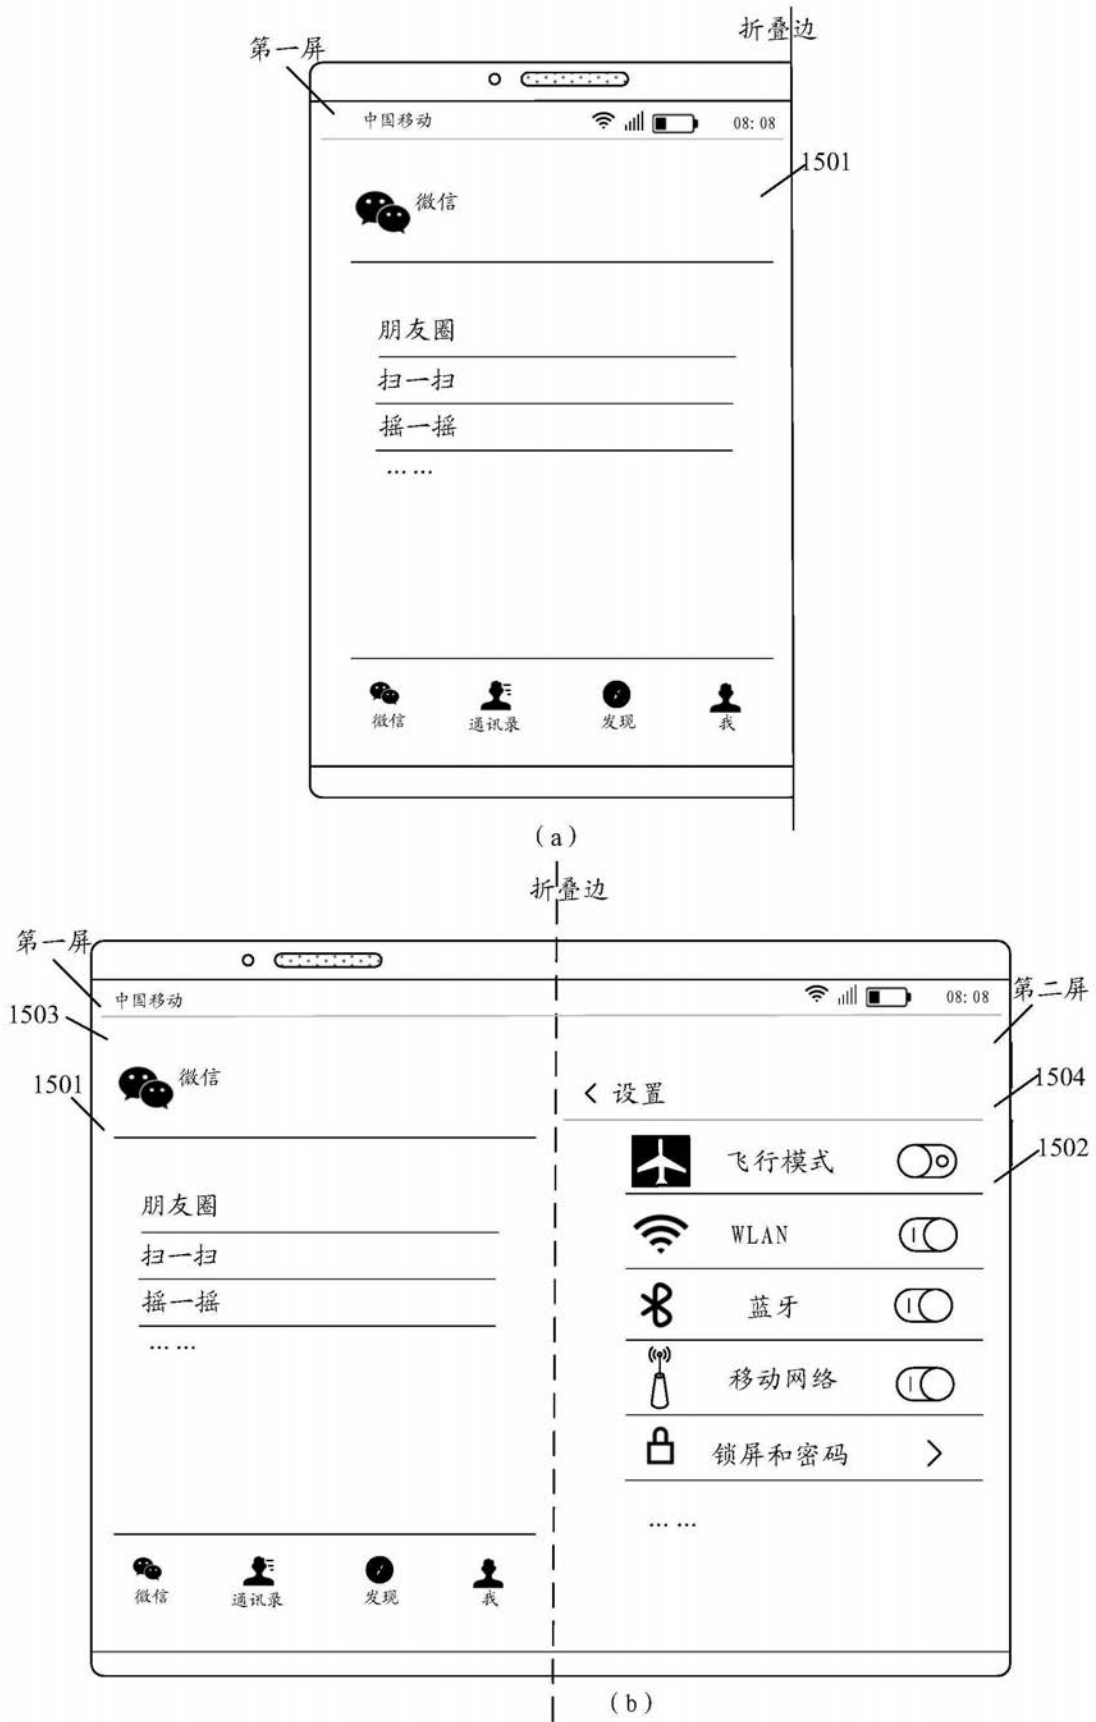 折叠边
第一屏
中国移动 08:08
1501
微信
朋友圈
扫一扫
摇一摇
… …
微信 通讯录 发现 我
(a)
折叠边
第一屏
中国移动 08:08
第二屏
1503
微信
1501
1504
< 设置
1502
飞行模式
WLAN
朋友圈
扫一扫
蓝牙
摇一摇
… …
移动网络
锁屏和密码 >
… …
微信 通讯录 发现 我
(b)